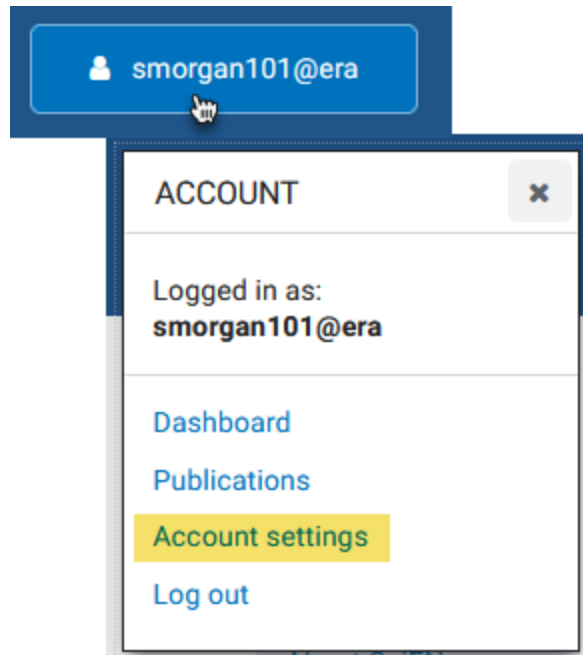 smorgan101@era
ACCOUNT
Logged in as:
smorgan101@era
Dashboard
Publications
Account settings
Log out